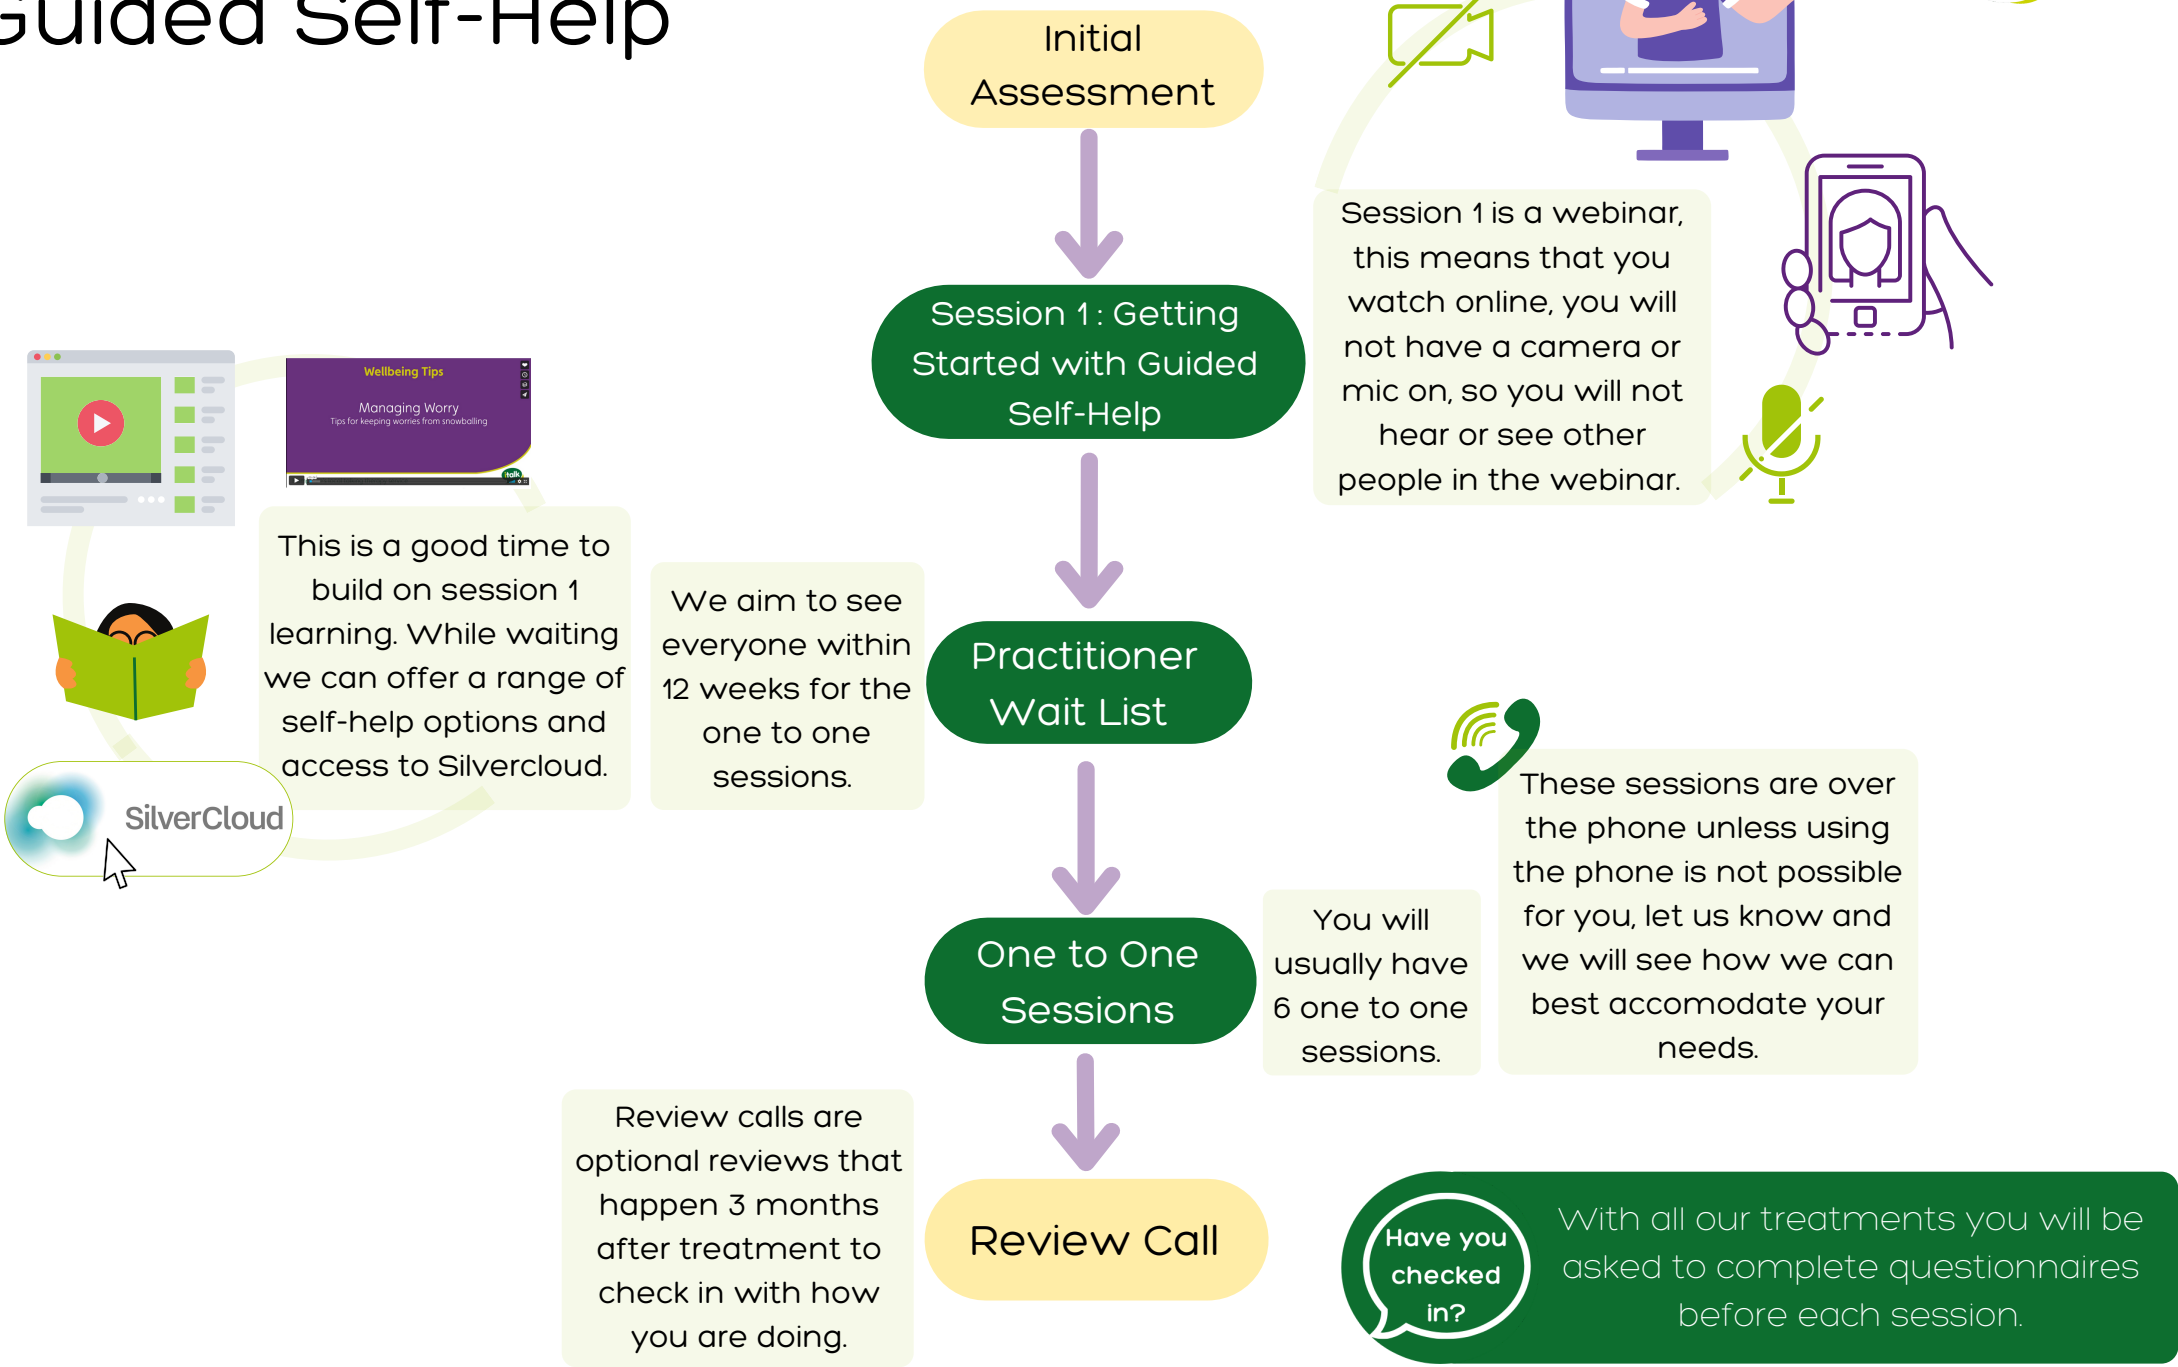 Guided Self-Help
Initial
Assessment
Session 1 is a webinar,
this means that you
watch online, you will
not have a camera or
mic on, so you will not
hear or see other
people in the webinar.
Session 1: Getting
Started with Guided
Self-Help
Wellbeing Tips
Managing Worry
Tips for keeping worries from snowballing
italk
This is a good time to
build on session 1
learning. While waiting
we can offer a range of
self-help options and
access to Silvercloud.
SilverCloud
We aim to see
everyone within
12 weeks for the
one to one
sessions.
Practitioner
Wait List
One to One
Sessions
You will
usually have
6 one to one
sessions.
These sessions are over
the phone unless using
the phone is not possible
for you, let us know and
we will see how we can
best accomodate your
needs.
Review calls are
optional reviews that
happen 3 months
after treatment to
check in with how
you are doing.
Review Call
Have you
checked
in?
With all our treatments you will be
asked to complete questionnaires
before each session.